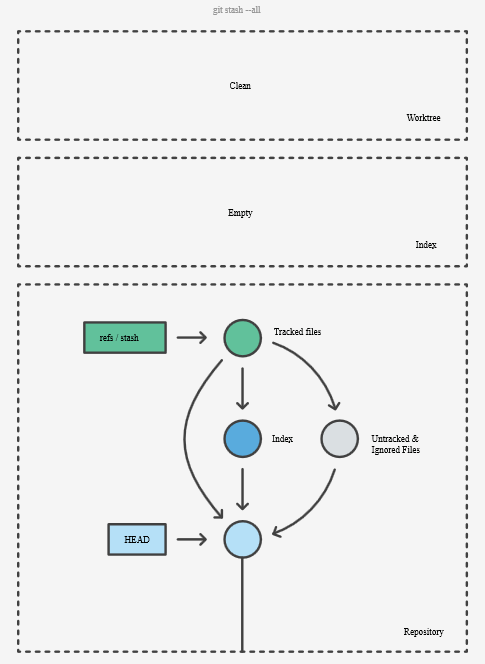 git stash --all
Clean
Worktree
Empty
Index
refs / stash
Tracked files
Index
Untracked &
Ignored Files
HEAD
Repository